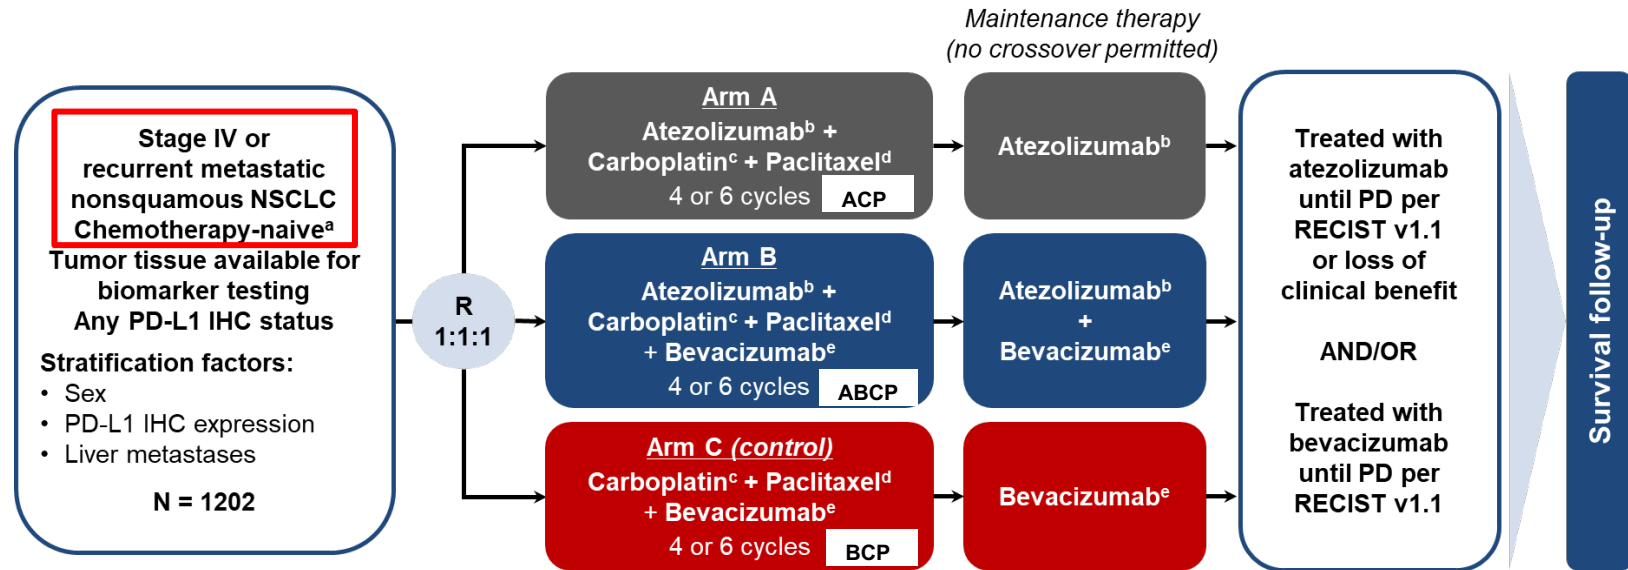 Maintenance therapy
(no crossover permitted)
Stage IV or
recurrent metastatic
nonsquamous NSCLC
Chemotherapy-naiveᵃ
Tumor tissue available for
biomarker testing
Any PD-L1 IHC status
Stratification factors:
• Sex
• PD-L1 IHC expression
• Liver metastases
N = 1202
R
1:1:1
Arm A
Atezolizumabᵇ +
Carboplatinᶜ + Paclitaxelᵈ
4 or 6 cycles ACP
Atezolizumabᵇ
Arm B
Atezolizumabᵇ +
Carboplatinᶜ + Paclitaxelᵈ
+ Bevacizumabᵉ
4 or 6 cycles ABCP
Atezolizumabᵇ
+
Bevacizumabᵉ
Arm C (control)
Carboplatinᶜ + Paclitaxelᵈ
+ Bevacizumabᵉ
4 or 6 cycles BCP
Bevacizumabᵉ
Treated with
atezolizumab
until PD per
RECIST v1.1
or loss of
clinical benefit
AND/OR
Treated with
bevacizumab
until PD per
RECIST v1.1
Survival follow-up